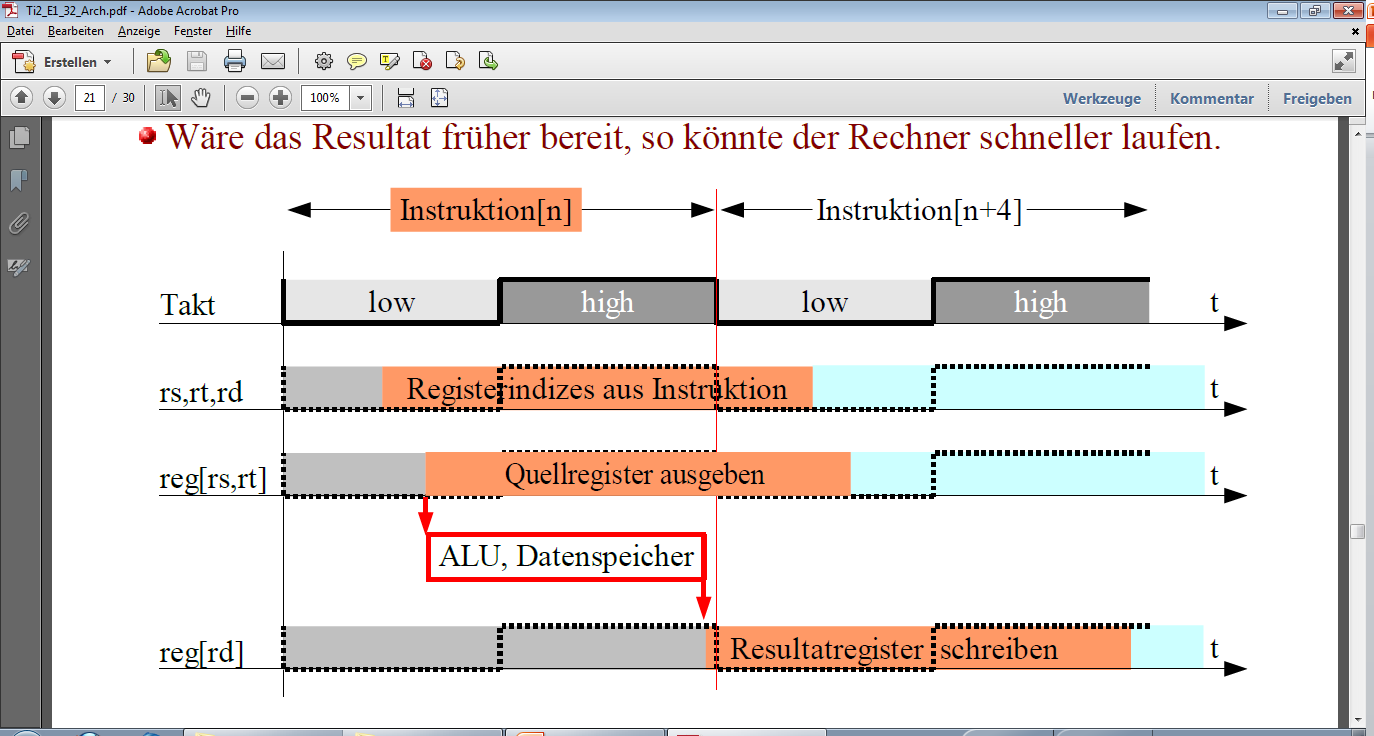 Ti2_E1_32_Arch.pdf - Adobe Acrobat Pro
Datei Bearbeiten Anzeige Fenster Hilfe
Erstellen
21 / 30 100% Werkzeuge Kommentar Freigeben
Wäre das Resultat früher bereit, so könnte der Rechner schneller laufen.
Instruktion[n] Instruktion[n+4]
Takt low high low high t
rs,rt,rd Registerindizes aus Instruktion t
reg[rs,rt] Quellregister ausgeben t
ALU, Datenspeicher
reg[rd] Resultatregister schreiben t